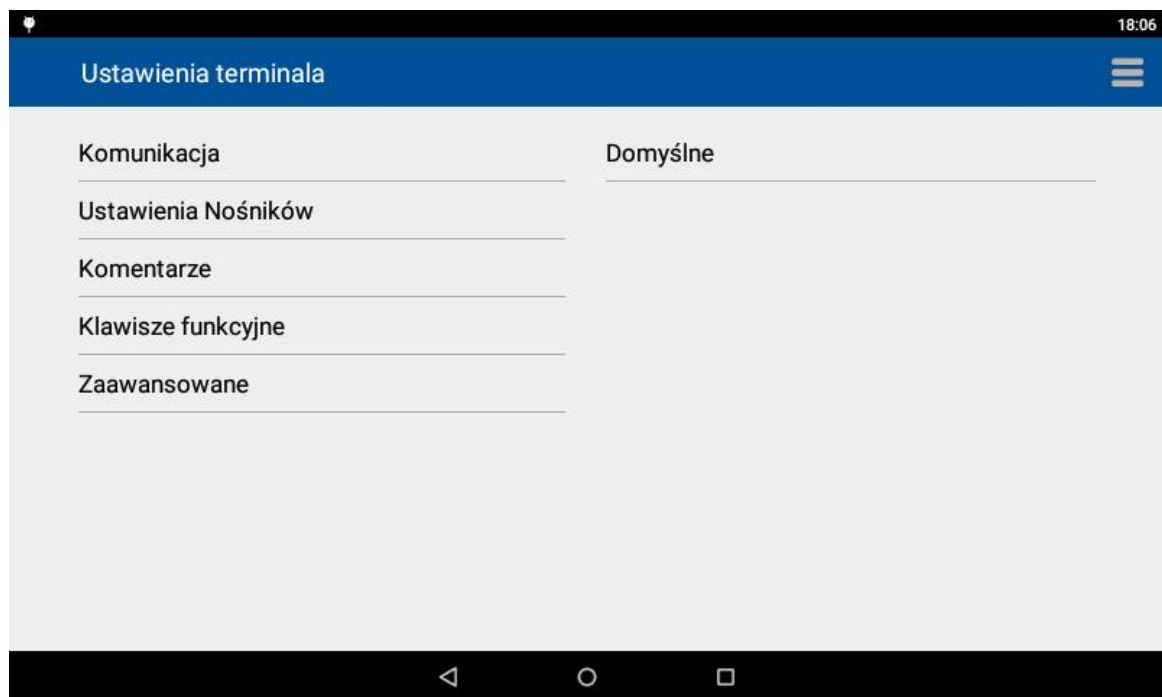 18:06
Ustawienia terminala
Komunikacja
Ustawienia Nośników
Komentarze
Klawisze funkcyjne
Zaawansowane
Domyślne